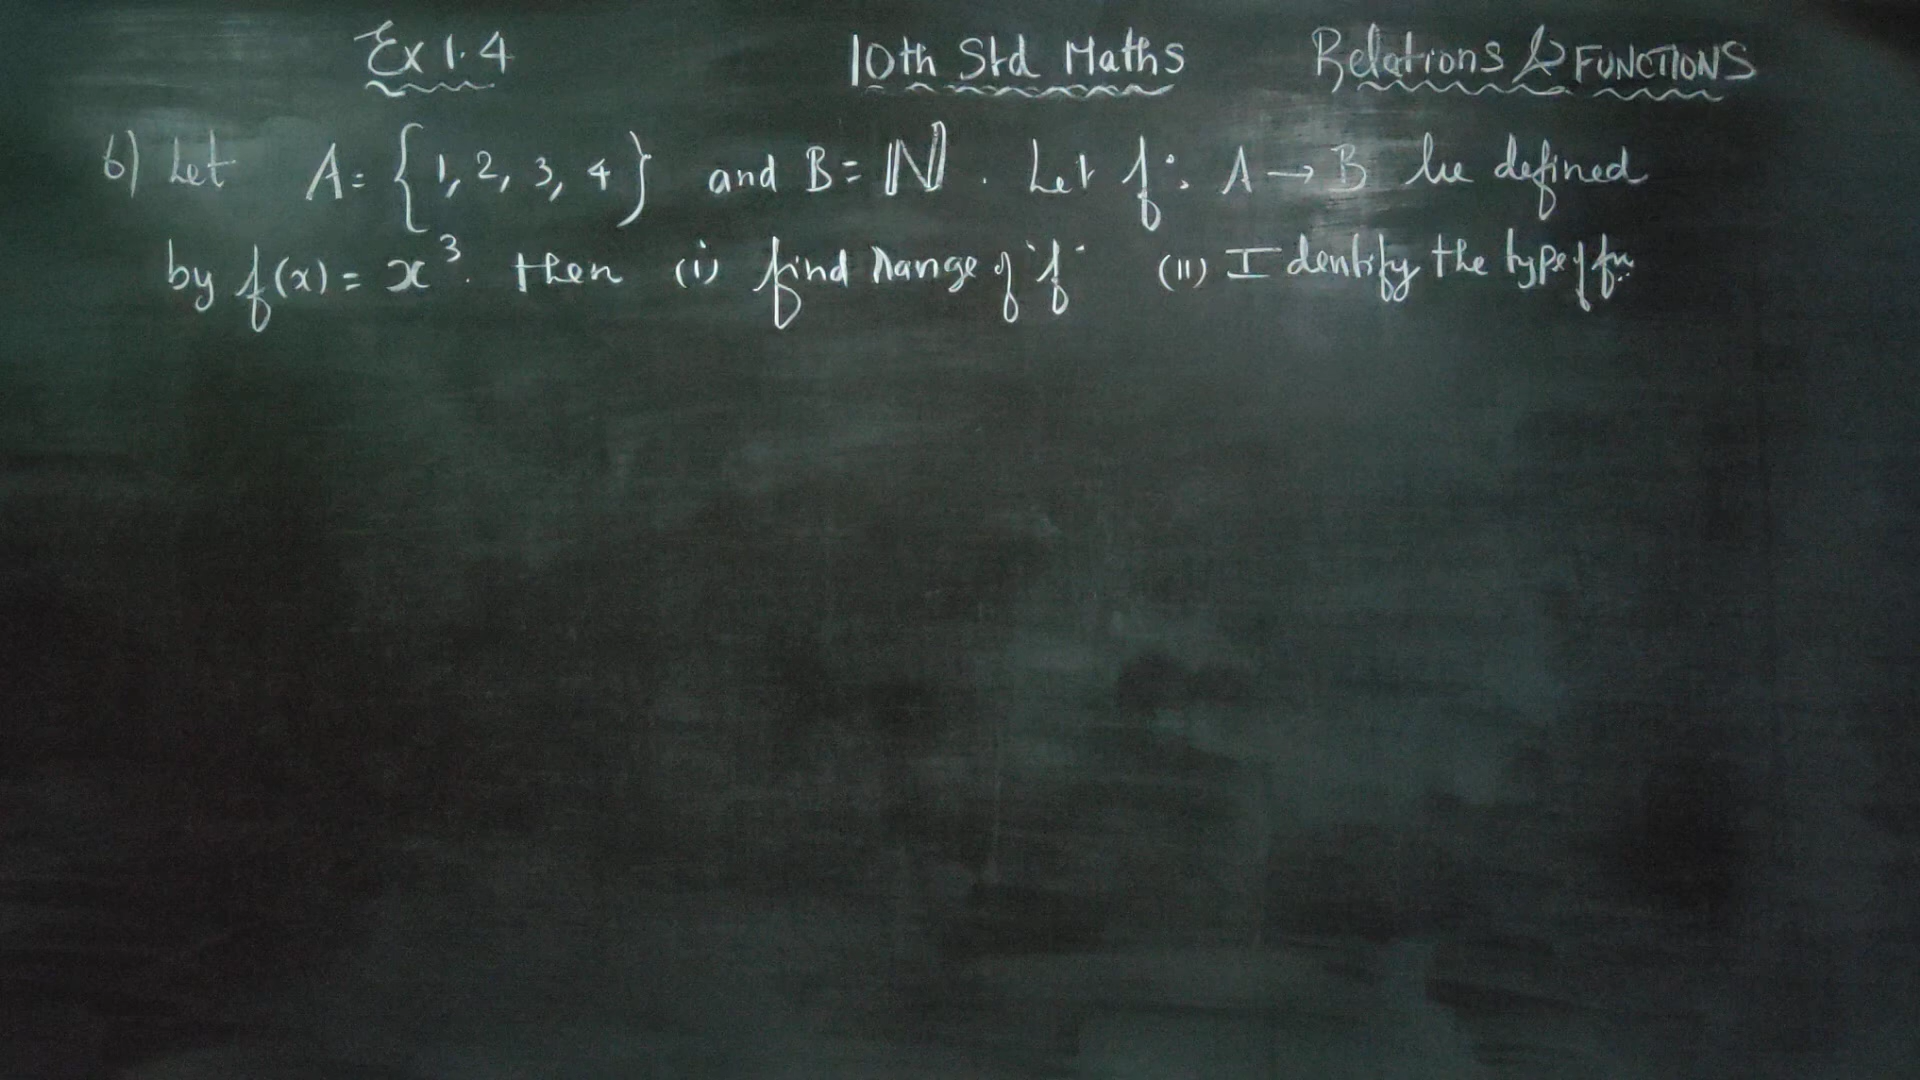 Ex 1.4 10th Std Maths Relations & FUNCTIONS
6) Let A = {1, 2, 3, 4} and B = ℕ. Let f: A → B be defined
by f(x) = x³. then (i) find range of 'f' (ii) Identify the type of fn.